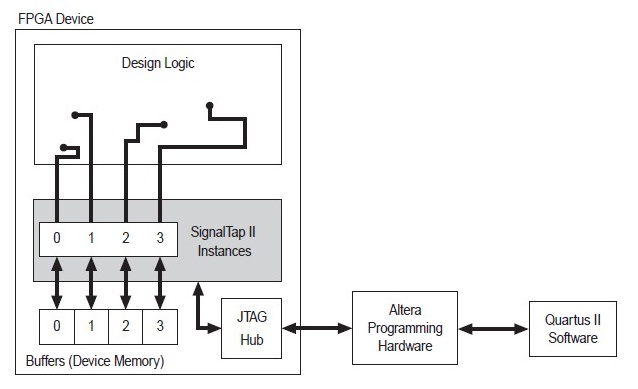 FPGA Device
Design Logic
0 1 2 3
SignalTap II
Instances
0 1 2 3
Buffers (Device Memory)
JTAG
Hub
Altera
Programming
Hardware
Quartus II
Software